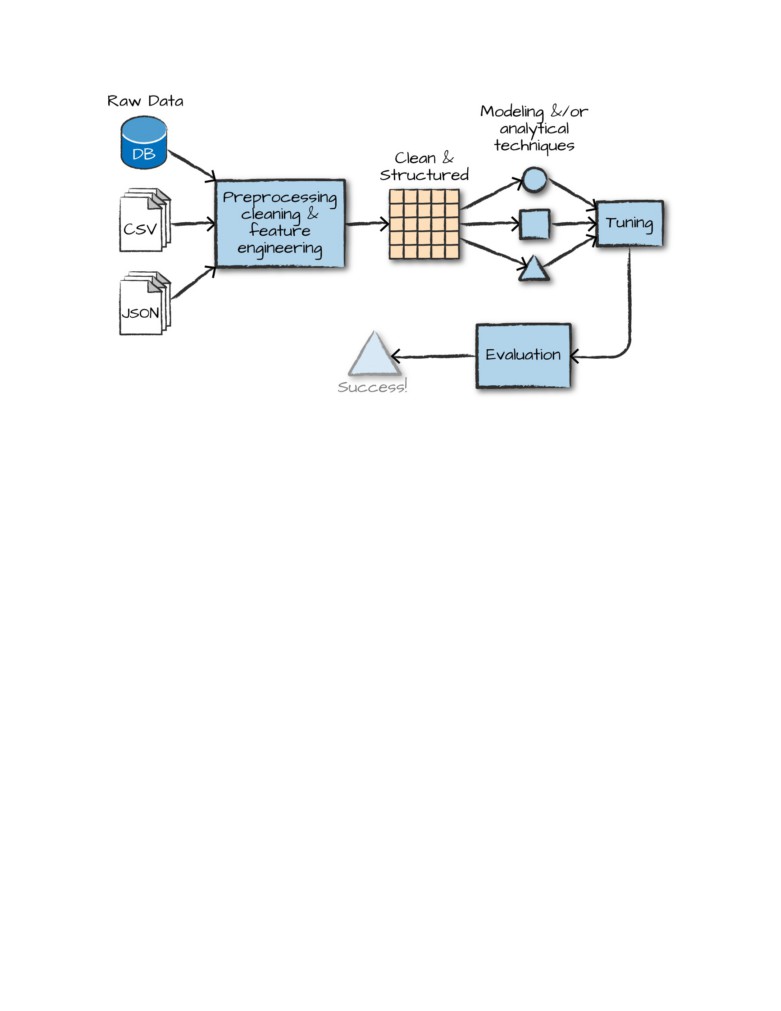 Raw Data
DB
CSV
JSON
Preprocessing
cleaning &
feature
engineering
Clean &
Structured
Modeling &/or
analytical
techniques
Tuning
Evaluation
Success!